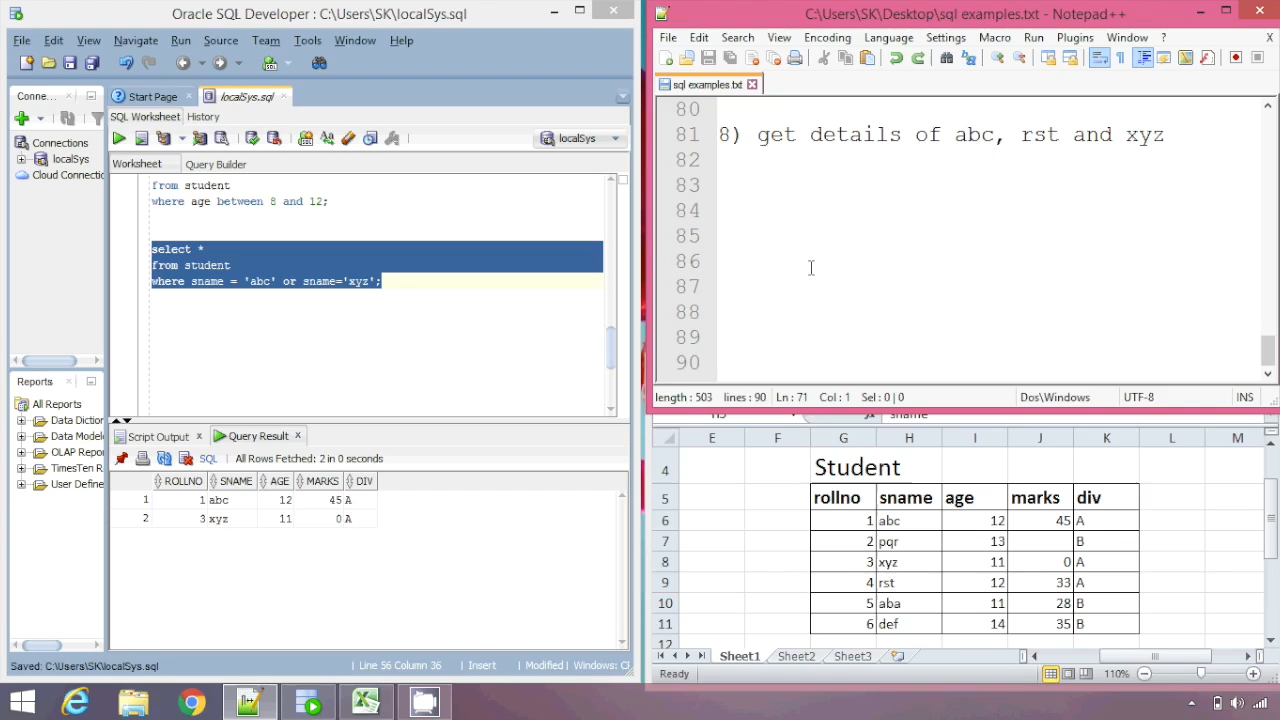 Oracle SQL Developer : C:\Users\SK\localSys.sql
File Edit View Navigate Run Source Team Tools Window Help
Conne...
Start Page
localSys.sql
SQL Worksheet History
Connections
localSys
Cloud Connectio
localSys
Worksheet Query Builder
from student
where age between 8 and 12;
select *
from student
where sname = 'abc' or sname='xyz';
Reports
All Reports
Data Dictior
Data Modele
OLAP Repor
TimesTen R
User Define
Script Output
Query Result
SQL
All Rows Fetched: 2 in 0 seconds
ROLLNO SNAME AGE MARKS DIV
1 1 abc 12 45 A
2 3 xyz 11 0 A
Saved: C:\Users\SK\localSys.sql
Line 56 Column 36
Insert
Modified
Windows: Cl
C:\Users\SK\Desktop\sql examples.txt - Notepad++
File Edit Search View Encoding Language Settings Macro Run Plugins Window ? X
sql examples.txt
80
81 8) get details of abc, rst and xyz
82
83
84
85
86
87
88
89
90
length : 503 lines : 90 Ln : 71 Col : 1 Sel : 0 | 0 Dos\Windows UTF-8 INS
fx sname
E F G H I J K L M
4 Student
5 rollno sname age marks div
6 1 abc 12 45 A
7 2 pqr 13 B
8 3 xyz 11 0 A
9 4 rst 12 33 A
10 5 aba 11 28 B
11 6 def 14 35 B
12
Sheet1 Sheet2 Sheet3
Ready
110%